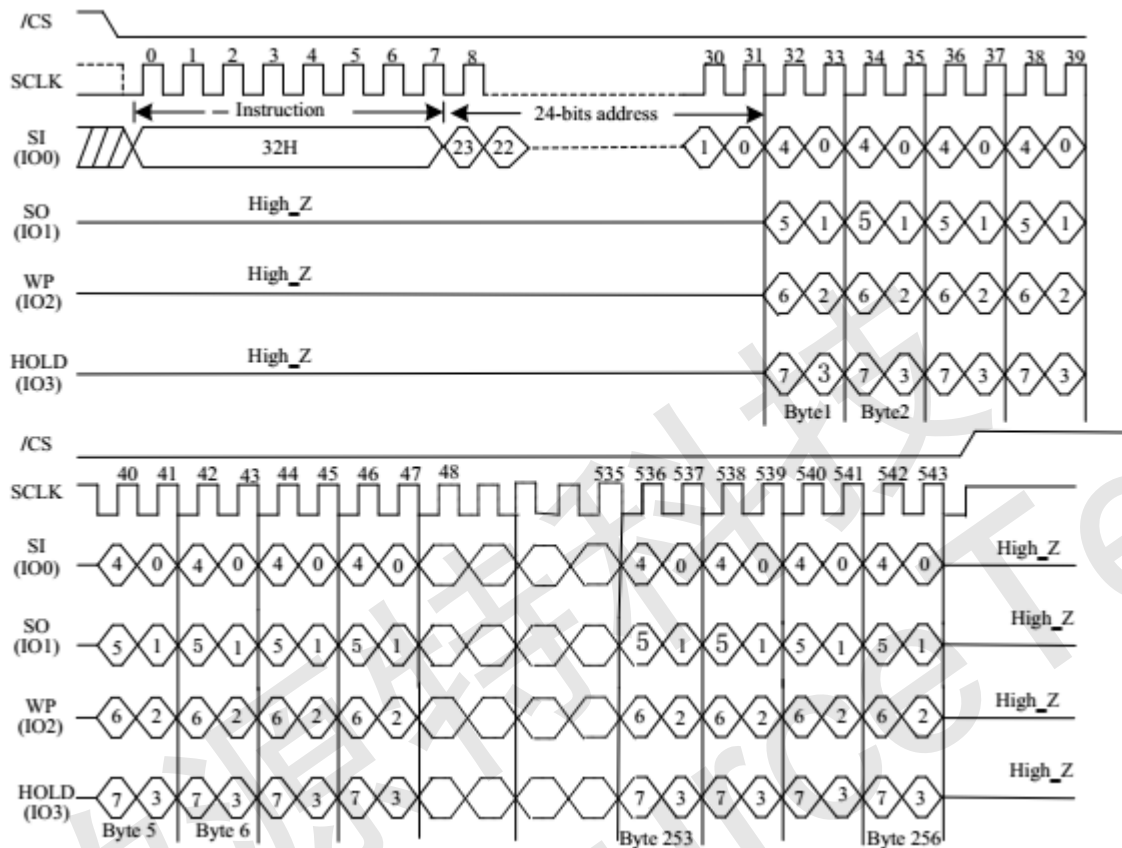 /CS
0 1 2 3 4 5 6 7 8 30 31 32 33 34 35 36 37 38 39
SCLK
Instruction 24-bits address
SI
(IO0)
32H 23 22 1 0 4 0 4 0 4 0 4 0
High_Z
SO
(IO1)
5 1 5 1 5 1 5 1
High_Z
WP
(IO2)
6 2 6 2 6 2 6 2
High_Z
HOLD
(IO3)
7 3 7 3 7 3 7 3
Byte1 Byte2
/CS
40 41 42 43 44 45 46 47 48 535 536 537 538 539 540 541 542 543
SCLK
SI
(IO0)
4 0 4 0 4 0 4 0 4 0 4 0 4 0 4 0
High_Z
SO
(IO1)
5 1 5 1 5 1 5 1 5 1 5 1 5 1 5 1
High_Z
WP
(IO2)
6 2 6 2 6 2 6 2 6 2 6 2 6 2 6 2
High_Z
HOLD
(IO3)
7 3 7 3 7 3 7 3 7 3 7 3 7 3 7 3
High_Z
Byte 5 Byte 6 Byte 253 Byte 256
源特科技